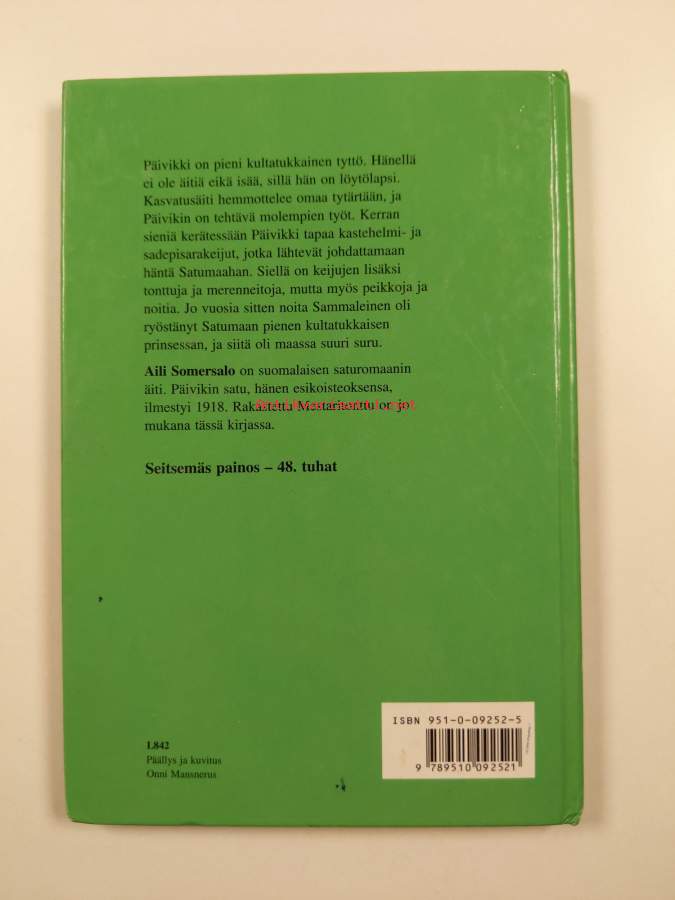 Päivikki on pieni kultatukkainen tyttö. Hänellä
ei ole äitiä eikä isää, sillä hän on löytölapsi.
Kasvatusäiti hemmottelee omaa tytärtään, ja
Päivikin on tehtävä molempien työt. Kerran
sieniä kerätessään Päivikki tapaa kastehelmi- ja
sadepisarakeijut, jotka lähtevät johdattamaan
häntä Satumaahan. Siellä on keijujen lisäksi
tonttuja ja merenneitoja, mutta myös peikkoja ja
noitia. Jo vuosia sitten noita Sammaleinen oli
ryöstänyt Satumaan pienen kultatukkaisen
prinsessan, ja siitä oli maassa suuri suru.
Aili Somersalo on suomalaisen saturomaanin
äiti. Päivikin satu, hänen esikoisteoksensa,
ilmestyi 1918. Rakastettu Mestaritonttu on jo
mukana tässä kirjassa.
Seitsemäs painos – 48. tuhat
ISBN 951-0-09252-5
9 789510 092521
L842
Päällys ja kuvitus
Onni Mansnerus